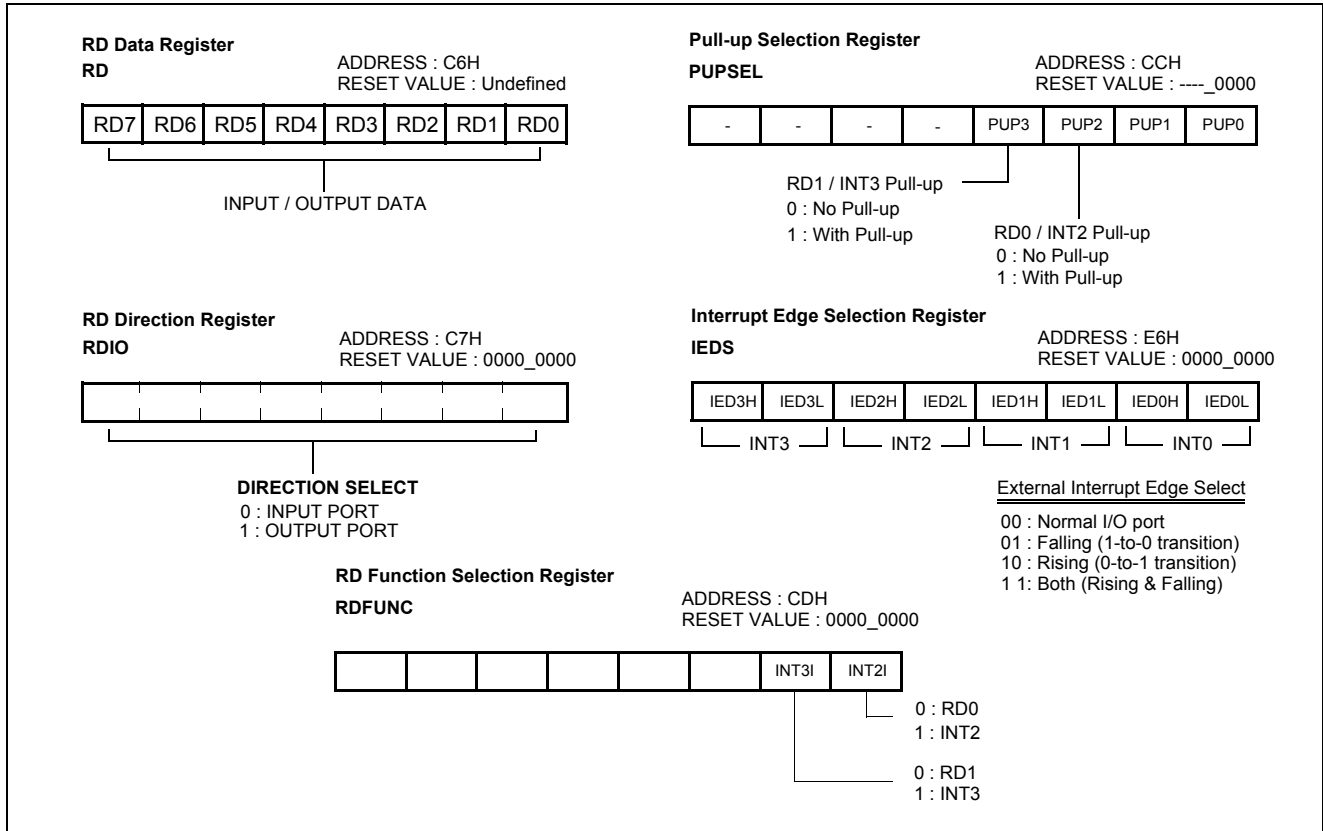 RD Data Register
RD
ADDRESS : C6H
RESET VALUE : Undefined
RD7 RD6 RD5 RD4 RD3 RD2 RD1 RD0
INPUT / OUTPUT DATA
Pull-up Selection Register
PUPSEL
ADDRESS : CCH
RESET VALUE : ----_0000
- - - - PUP3 PUP2 PUP1 PUP0
RD1 / INT3 Pull-up
0 : No Pull-up
1 : With Pull-up
RD0 / INT2 Pull-up
0 : No Pull-up
1 : With Pull-up
RD Direction Register
RDIO
ADDRESS : C7H
RESET VALUE : 0000_0000
DIRECTION SELECT
0 : INPUT PORT
1 : OUTPUT PORT
Interrupt Edge Selection Register
IEDS
ADDRESS : E6H
RESET VALUE : 0000_0000
IED3H IED3L IED2H IED2L IED1H IED1L IED0H IED0L
INT3 INT2 INT1 INT0
External Interrupt Edge Select
00 : Normal I/O port
01 : Falling (1-to-0 transition)
10 : Rising (0-to-1 transition)
1 1: Both (Rising & Falling)
RD Function Selection Register
RDFUNC
ADDRESS : CDH
RESET VALUE : 0000_0000
INT3I INT2I
0 : RD0
1 : INT2
0 : RD1
1 : INT3